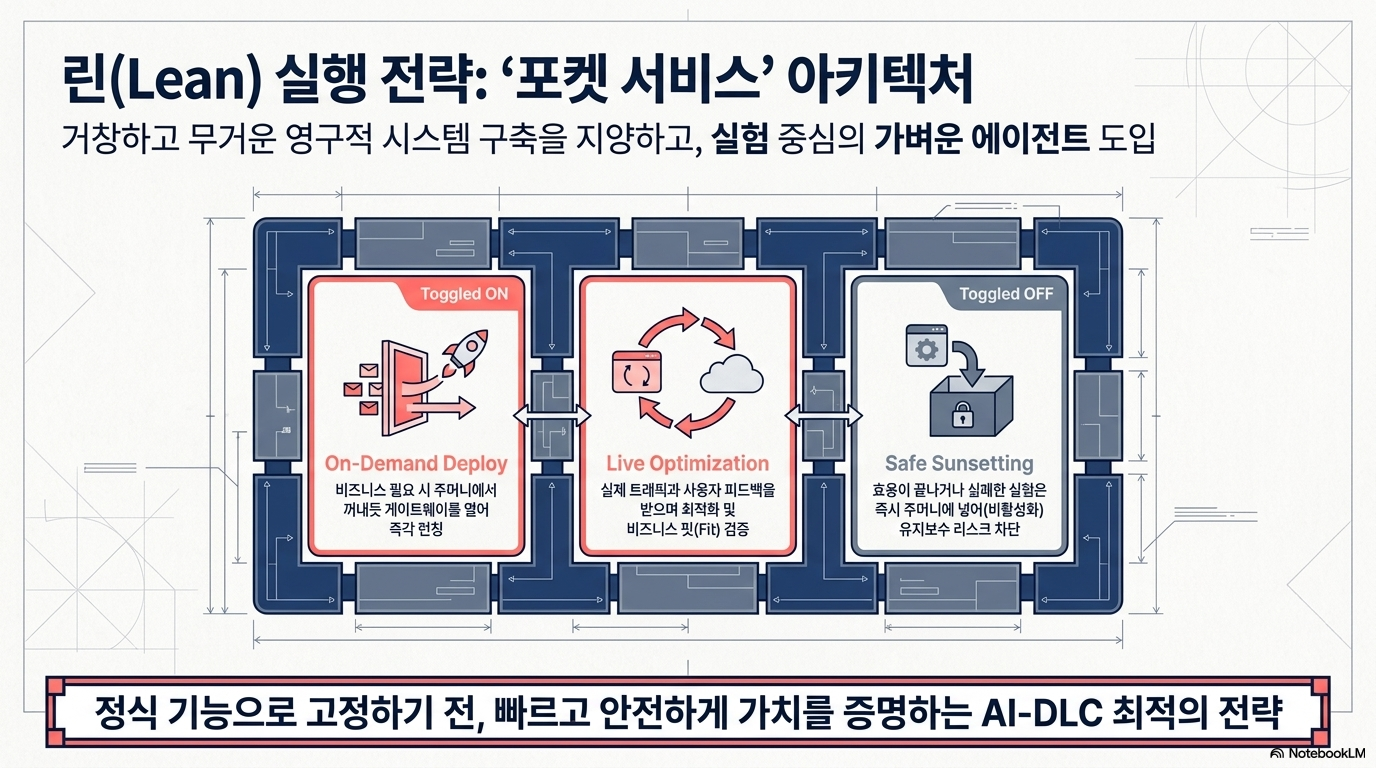 린(Lean) 실행 전략: ‘포켓 서비스’ 아키텍처
거창하고 무거운 영구적 시스템 구축을 지양하고, 실험 중심의 가벼운 에이전트 도입
Toggled ON
On-Demand Deploy
비즈니스 필요 시 주머니에서
꺼내듯 게이트웨이를 열어
즉각 런칭
Live Optimization
실제 트래픽과 사용자 피드백을
받으며 최적화 및
비즈니스 핏(Fit) 검증
Toggled OFF
Safe Sunsetting
효용이 끝나거나 실패한 실험은
즉시 주머니에 넣어(비활성화)
유지보수 리스크 차단
정식 기능으로 고정하기 전, 빠르고 안전하게 가치를 증명하는 AI-DLC 최적의 전략
NotebookLM